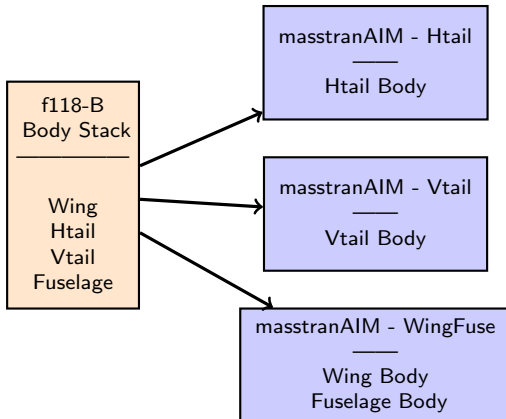 f118-B
Body Stack
Wing
Htail
Vtail
Fuselage
masstranAIM - Htail
Htail Body
masstranAIM - Vtail
Vtail Body
masstranAIM - WingFuse
Wing Body
Fuselage Body